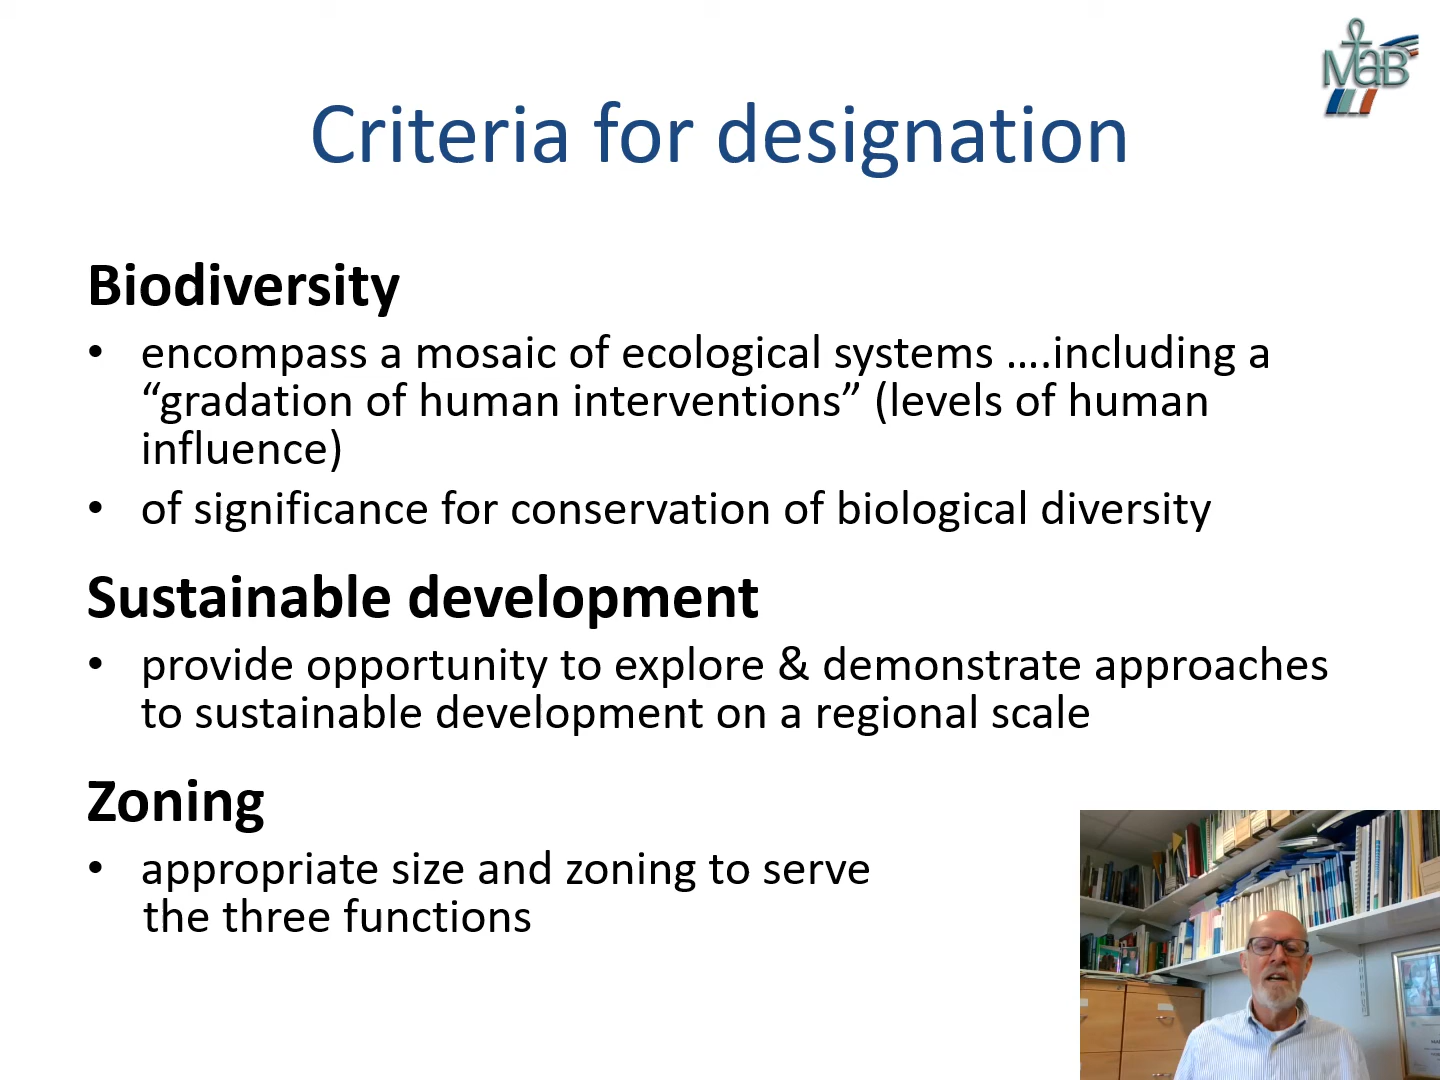 MaB
Criteria for designation
Biodiversity
• encompass a mosaic of ecological systems ....including a
“gradation of human interventions” (levels of human
influence)
• of significance for conservation of biological diversity
Sustainable development
• provide opportunity to explore & demonstrate approaches
to sustainable development on a regional scale
Zoning
• appropriate size and zoning to serve
the three functions